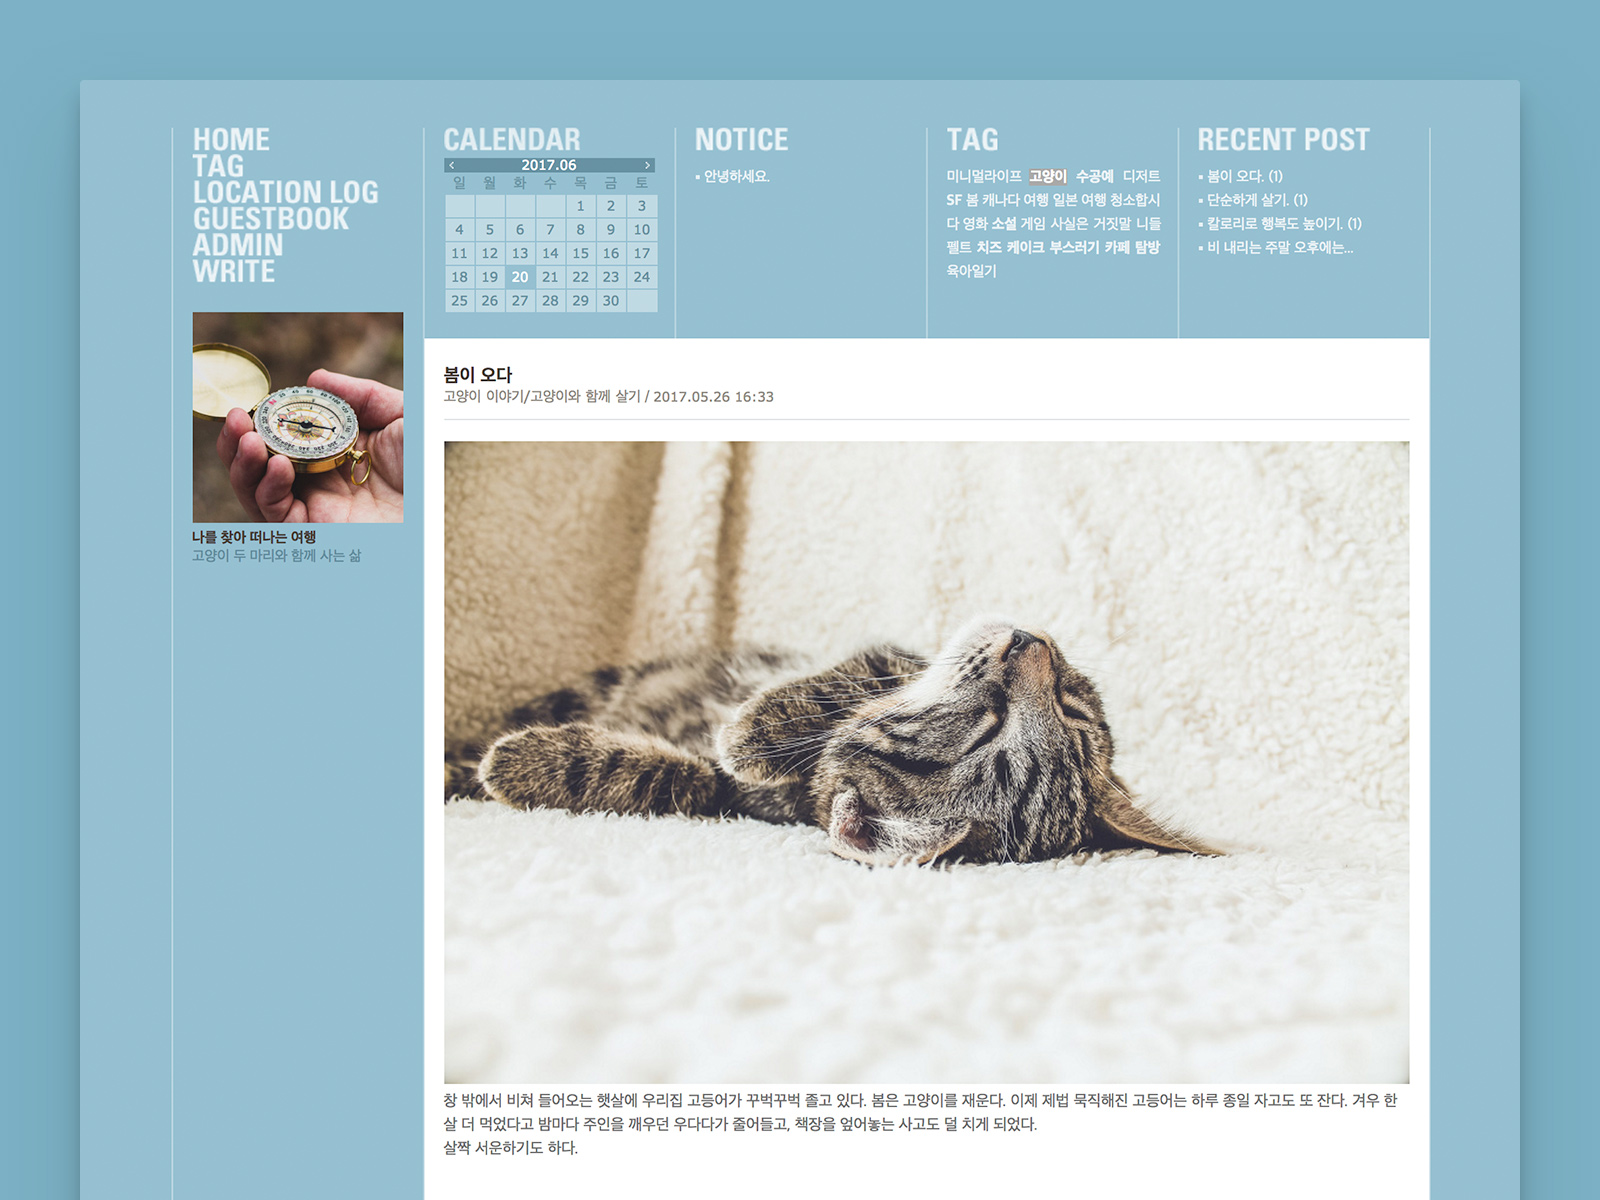 HOME
TAG
LOCATION LOG
GUESTBOOK
ADMIN
WRITE
나를 찾아 떠나는 여행
고양이 두 마리와 함께 사는 삶
CALENDAR
‹ 2017.06 ›
일 월 화 수 목 금 토
1 2 3
4 5 6 7 8 9 10
11 12 13 14 15 16 17
18 19 20 21 22 23 24
25 26 27 28 29 30
NOTICE
▪ 안녕하세요.
TAG
미니멀라이프 고양이 수공예 디저트
SF 봄 캐나다 여행 일본 여행 청소합시
다 영화 소설 게임 사실은 거짓말 니들
펠트 치즈 케이크 부스러기 카페 탐방
육아일기
RECENT POST
▪ 봄이 오다. (1)
▪ 단순하게 살기. (1)
▪ 칼로리로 행복도 높이기. (1)
▪ 비 내리는 주말 오후에는...
봄이 오다
고양이 이야기/고양이와 함께 살기 / 2017.05.26 16:33
창 밖에서 비쳐 들어오는 햇살에 우리집 고등어가 꾸벅꾸벅 졸고 있다. 봄은 고양이를 재운다. 이제 제법 묵직해진 고등어는 하루 종일 자고도 또 잔다. 겨우 한
살 더 먹었다고 밤마다 주인을 깨우던 우다다가 줄어들고, 책장을 엎어놓는 사고도 덜 치게 되었다.
살짝 서운하기도 하다.